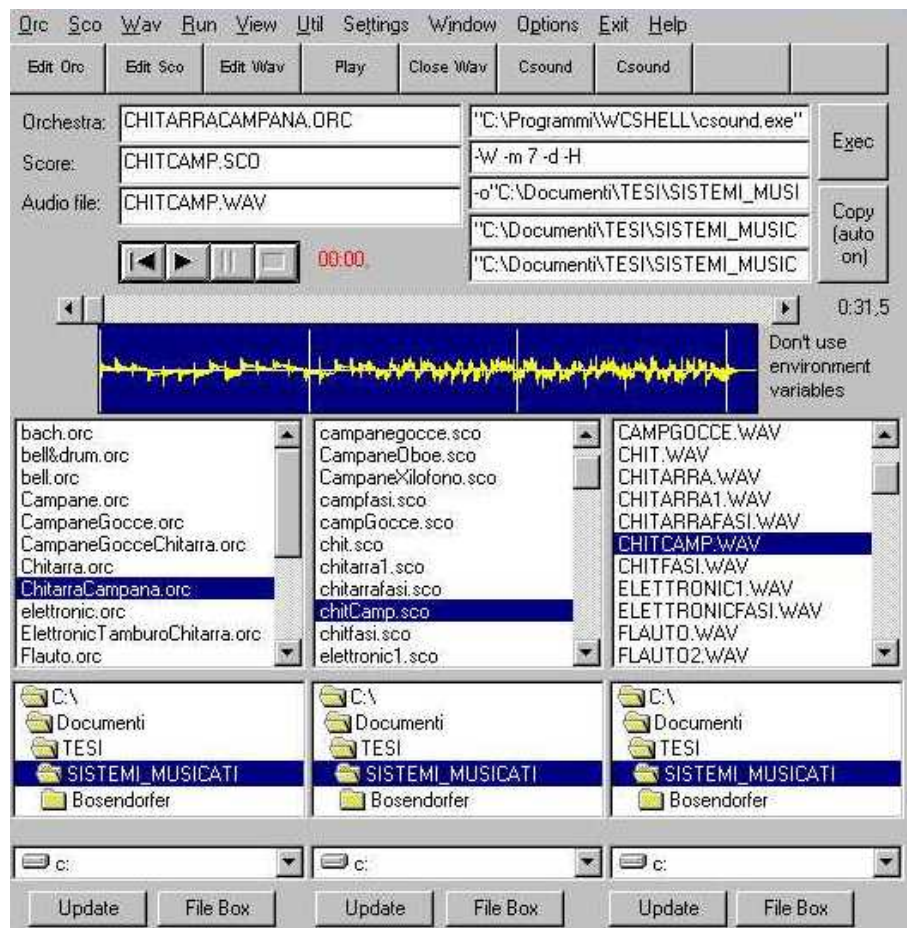 Orc Sco Wav Run View Util Settings Window Options Exit Help
Edit Orc Edit Sco Edit Wav Play Close Wav Csound Csound
Orchestra: CHITARRACAMPANA.ORC
Score: CHITCAMP.SCO
Audio file: CHITCAMP.WAV
"C:\Programmi\WCSHELL\csound.exe"
-W -m 7 -d -H
-o"C:\Documenti\TESI\SISTEMI_MUSI
"C:\Documenti\TESI\SISTEMI_MUSIC
"C:\Documenti\TESI\SISTEMI_MUSIC
Exec
Copy
(auto
on)
00:00,
0:31,5
Don't use
environment
variables
bach.orc
bell&drum.orc
bell.orc
Campane.orc
CampaneGocce.orc
CampaneGocceChitarra.orc
Chitarra.orc
ChitarraCampana.orc
elettronic.orc
ElettronicTamburoChitarra.orc
Flauto.orc
campanegocce.sco
CampaneOboe.sco
CampaneXilofono.sco
campfasi.sco
campGocce.sco
chit.sco
chitarra1.sco
chitarrafasi.sco
chitCamp.sco
chitfasi.sco
elettronic1.sco
CAMPGOCCE.WAV
CHIT.WAV
CHITARRA.WAV
CHITARRA1.WAV
CHITARRAFASI.WAV
CHITCAMP.WAV
CHITFASI.WAV
ELETTRONIC1.WAV
ELETTRONICFASI.WAV
FLAUTO.WAV
FLAUTO2.WAV
C:\
Documenti
TESI
SISTEMI_MUSICATI
Bosendorfer
C:\
Documenti
TESI
SISTEMI_MUSICATI
Bosendorfer
C:\
Documenti
TESI
SISTEMI_MUSICATI
Bosendorfer
c: c: c:
Update File Box Update File Box Update File Box